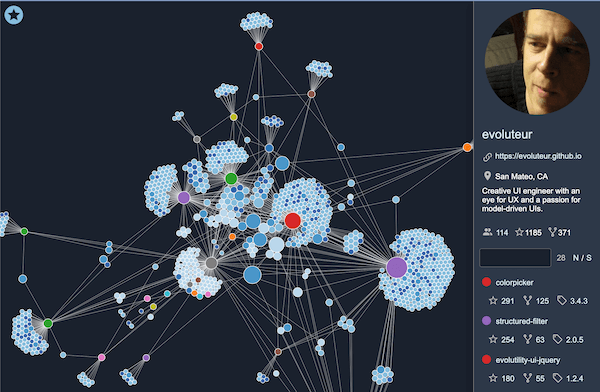 evoluteur
https://evoluteur.github.io
San Mateo, CA
Creative UI engineer with an
eye for UX and a passion for
model-driven UIs.
114 1185 371
28 N / S
colorpicker
291 125 3.4.3
structured-filter
254 63 2.0.5
evolutility-ui-jquery
180 55 1.2.4